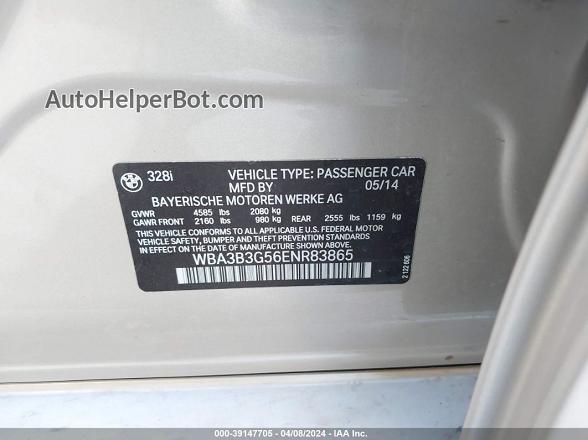 AutoHelperBot.com
328i VEHICLE TYPE: PASSENGER CAR
MFD BY 05/14
BAYERISCHE MOTOREN WERKE AG
GVWR 4585 lbs 2080 kg
GAWR FRONT 2160 lbs 980 kg REAR 2555 lbs 1159 kg
THIS VEHICLE CONFORMS TO ALL APPLICABLE U.S. FEDERAL MOTOR
VEHICLE SAFETY, BUMPER, AND THEFT PREVENTION STANDARDS
IN EFFECT ON THE DATE OF MANUFACTURE SHOWN ABOVE.
WBA3B3G56ENR83865
2 122 606
000-39147705 - 04/08/2024 - IAA Inc.